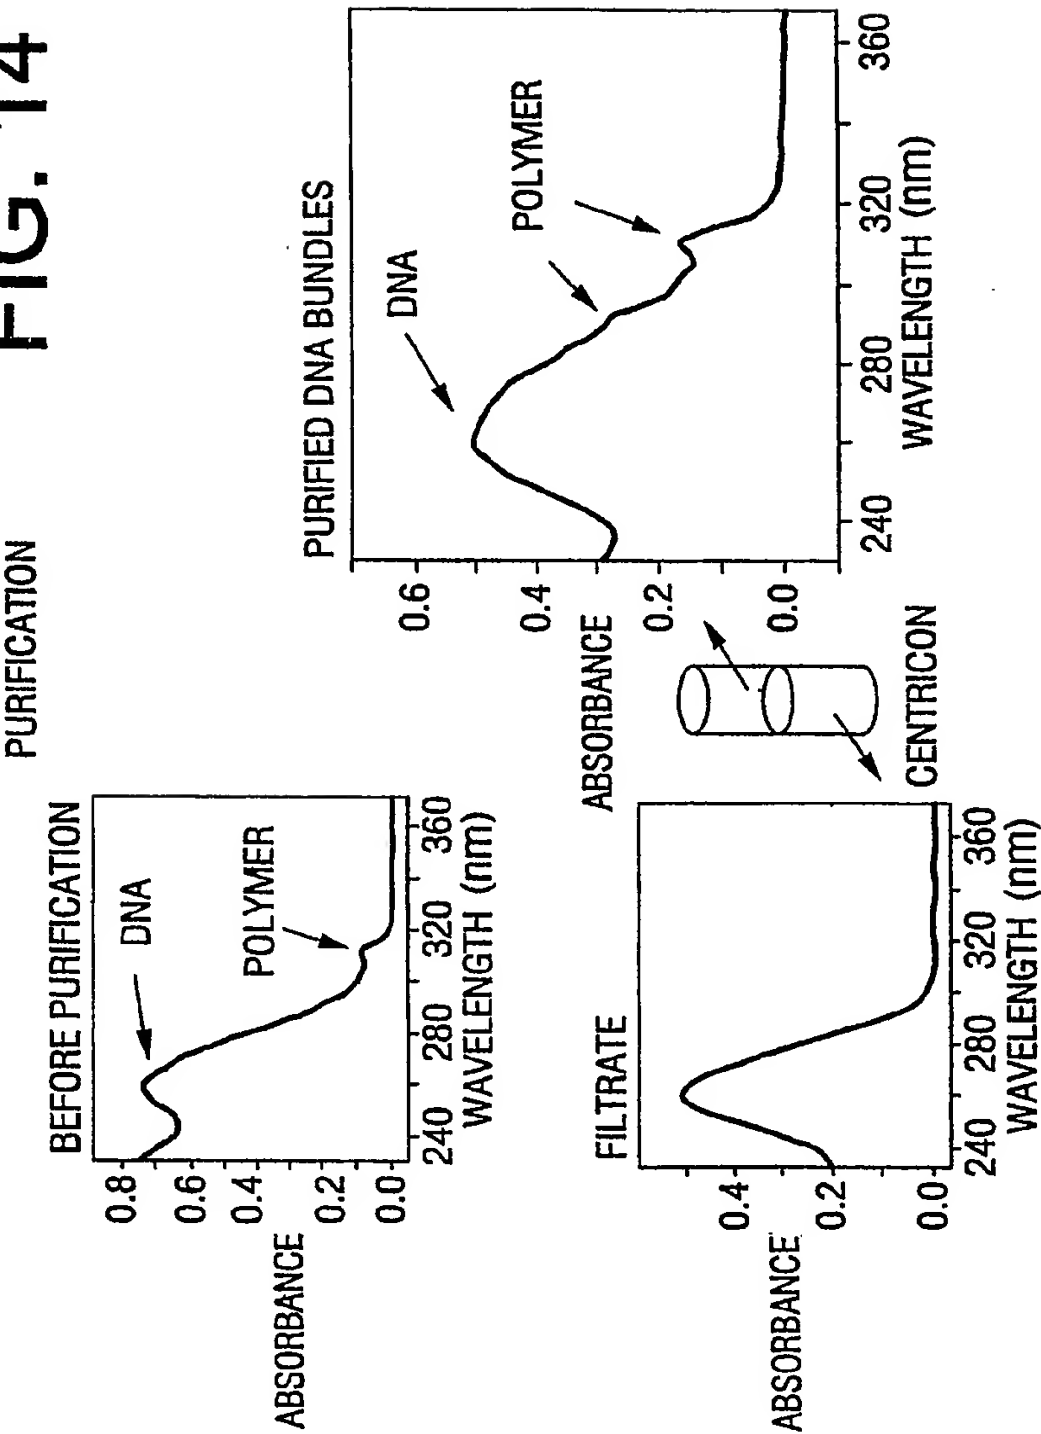 FIG. 14
PURIFICATION
BEFORE PURIFICATION
DNA
POLYMER
0.8
0.6
0.4
0.2
0.0
ABSORBANCE
240
280
320
360
WAVELENGTH (nm)
FILTRATE
0.4
0.2
0.0
ABSORBANCE
240
280
320
360
WAVELENGTH (nm)
CENTRICON
PURIFIED DNA BUNDLES
DNA
POLYMER
0.6
0.4
0.2
0.0
ABSORBANCE
240
280
320
360
WAVELENGTH (nm)